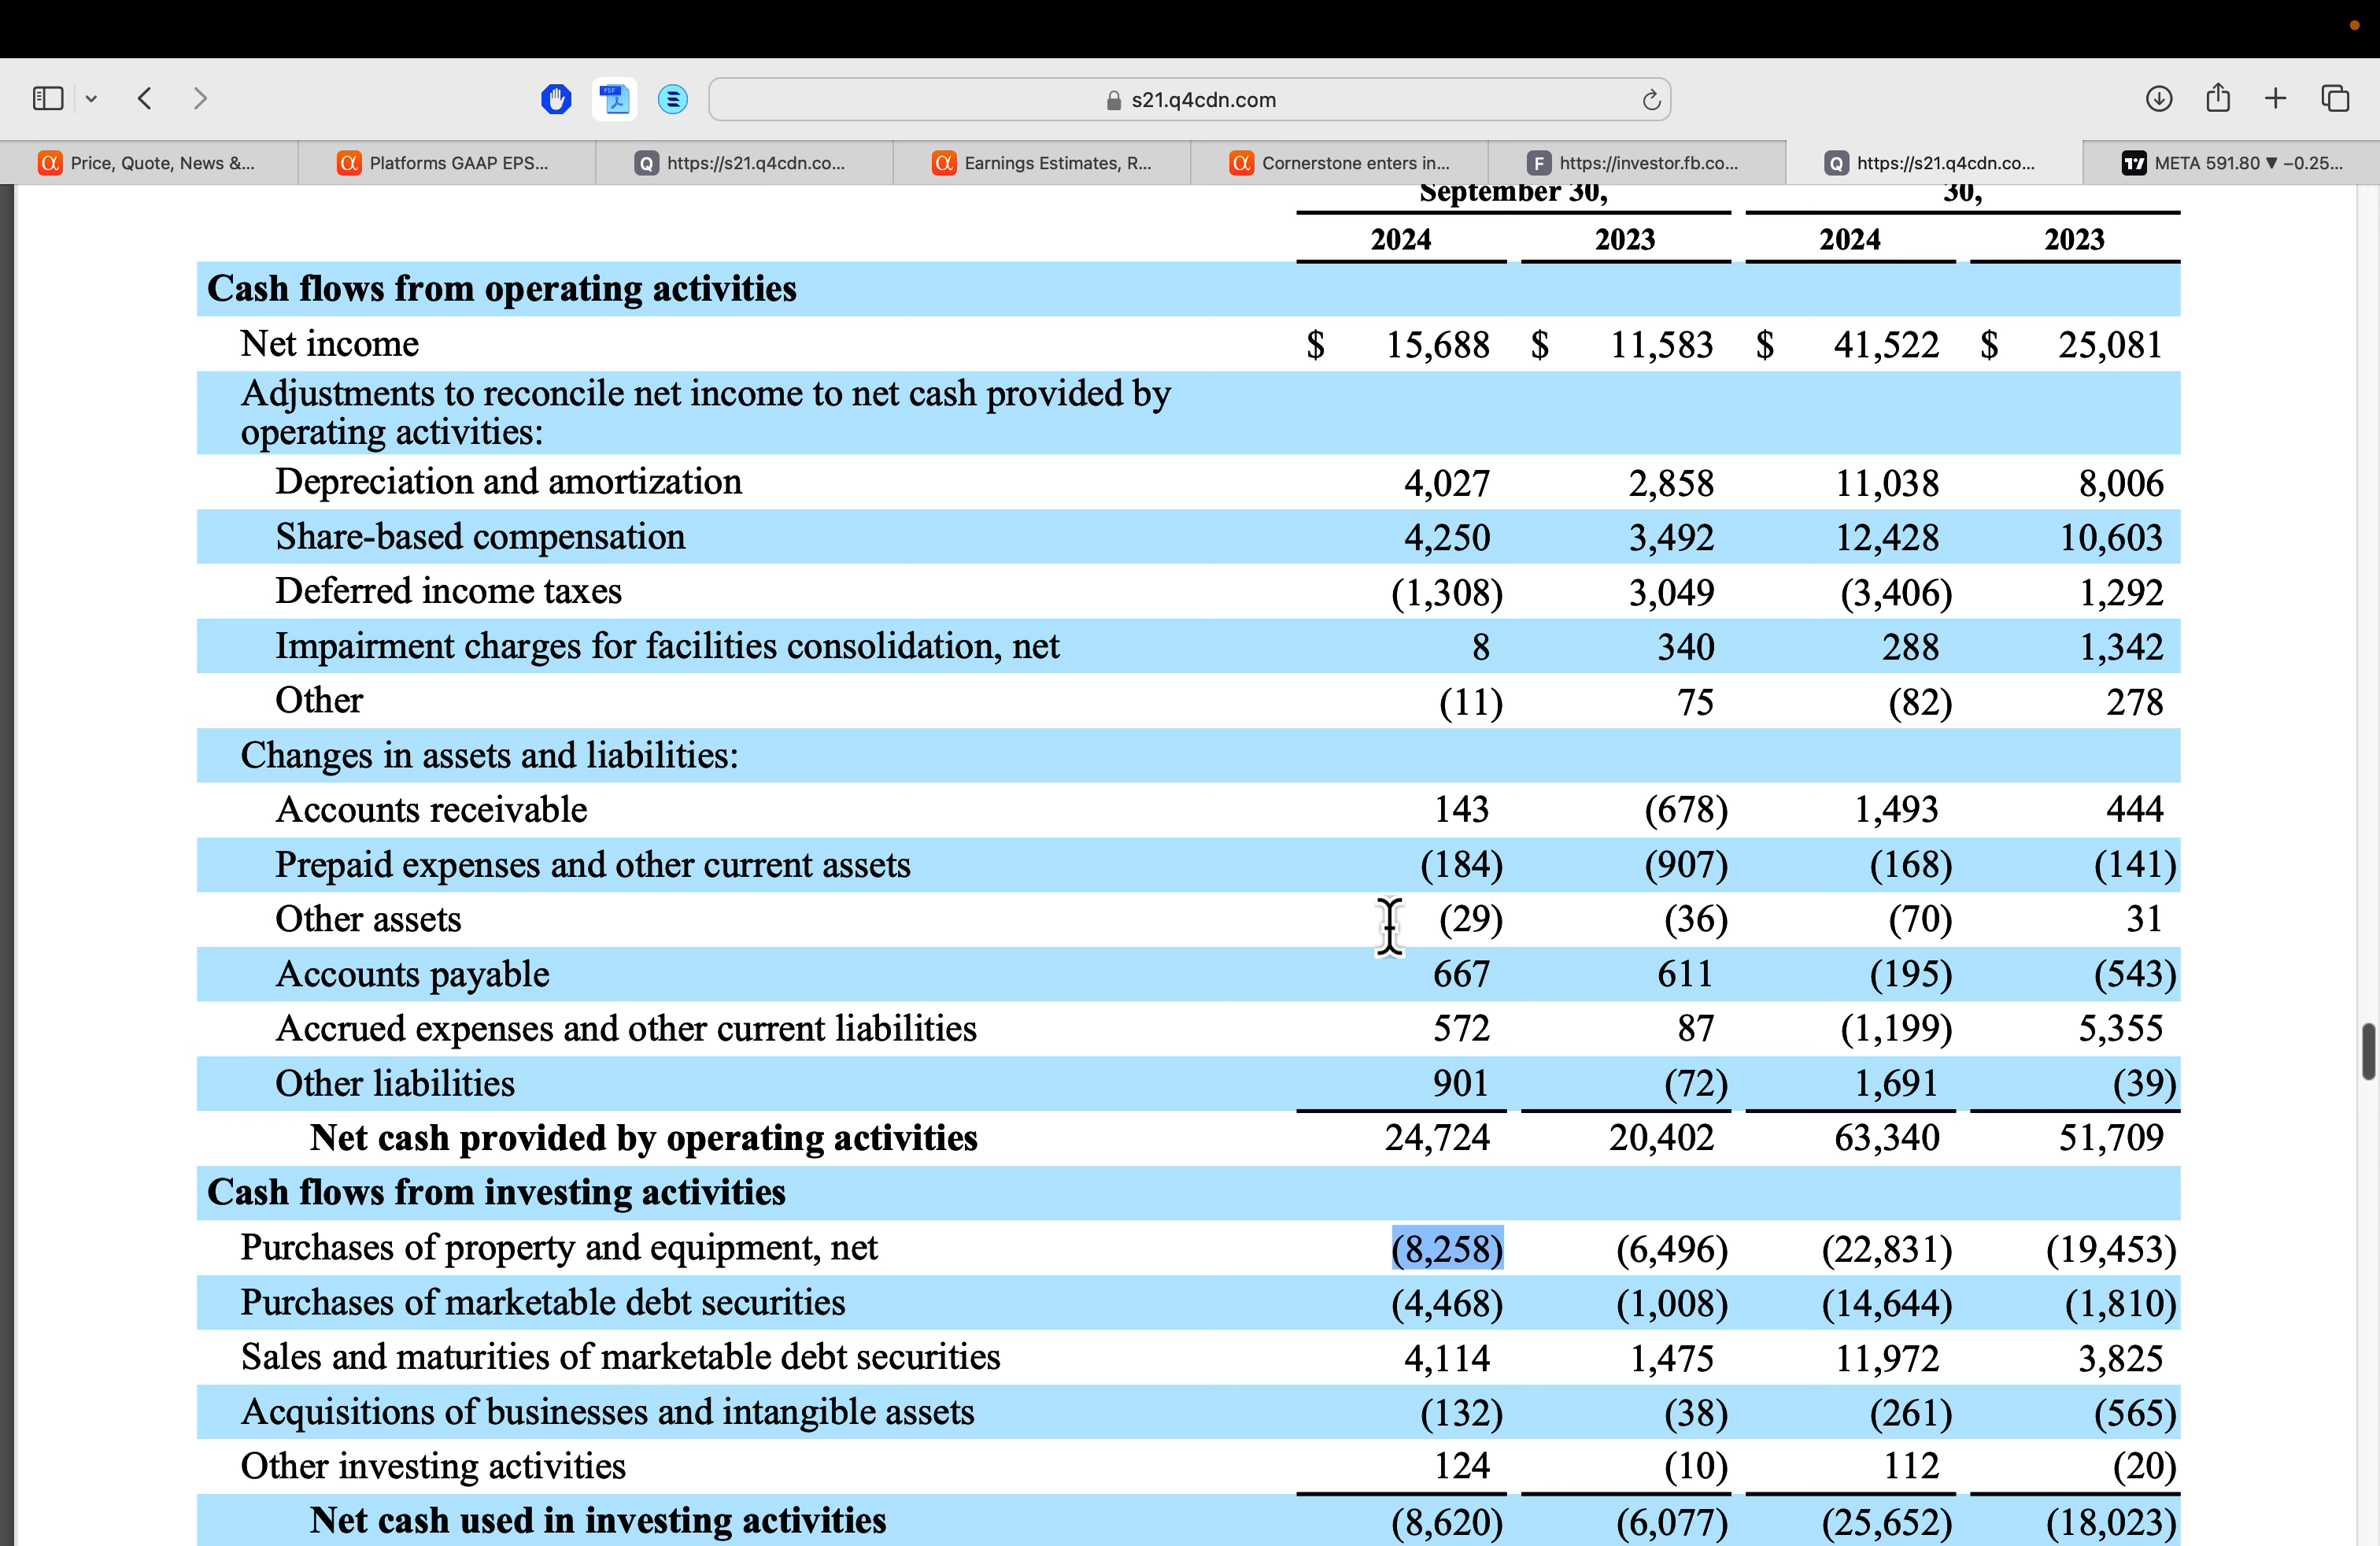 s21.q4cdn.com
Price, Quote, News &... Platforms GAAP EPS... https://s21.q4cdn.co... Earnings Estimates, R... Cornerstone enters in... https://investor.fb.co... https://s21.q4cdn.co... META 591.80 ▼ −0.25...
September 30, 30,
2024 2023 2024 2023
Cash flows from operating activities
Net income $ 15,688 $ 11,583 $ 41,522 $ 25,081
Adjustments to reconcile net income to net cash provided by
operating activities:
Depreciation and amortization 4,027 2,858 11,038 8,006
Share-based compensation 4,250 3,492 12,428 10,603
Deferred income taxes (1,308) 3,049 (3,406) 1,292
Impairment charges for facilities consolidation, net 8 340 288 1,342
Other (11) 75 (82) 278
Changes in assets and liabilities:
Accounts receivable 143 (678) 1,493 444
Prepaid expenses and other current assets (184) (907) (168) (141)
Other assets (29) (36) (70) 31
Accounts payable 667 611 (195) (543)
Accrued expenses and other current liabilities 572 87 (1,199) 5,355
Other liabilities 901 (72) 1,691 (39)
Net cash provided by operating activities 24,724 20,402 63,340 51,709
Cash flows from investing activities
Purchases of property and equipment, net (8,258) (6,496) (22,831) (19,453)
Purchases of marketable debt securities (4,468) (1,008) (14,644) (1,810)
Sales and maturities of marketable debt securities 4,114 1,475 11,972 3,825
Acquisitions of businesses and intangible assets (132) (38) (261) (565)
Other investing activities 124 (10) 112 (20)
Net cash used in investing activities (8,620) (6,077) (25,652) (18,023)